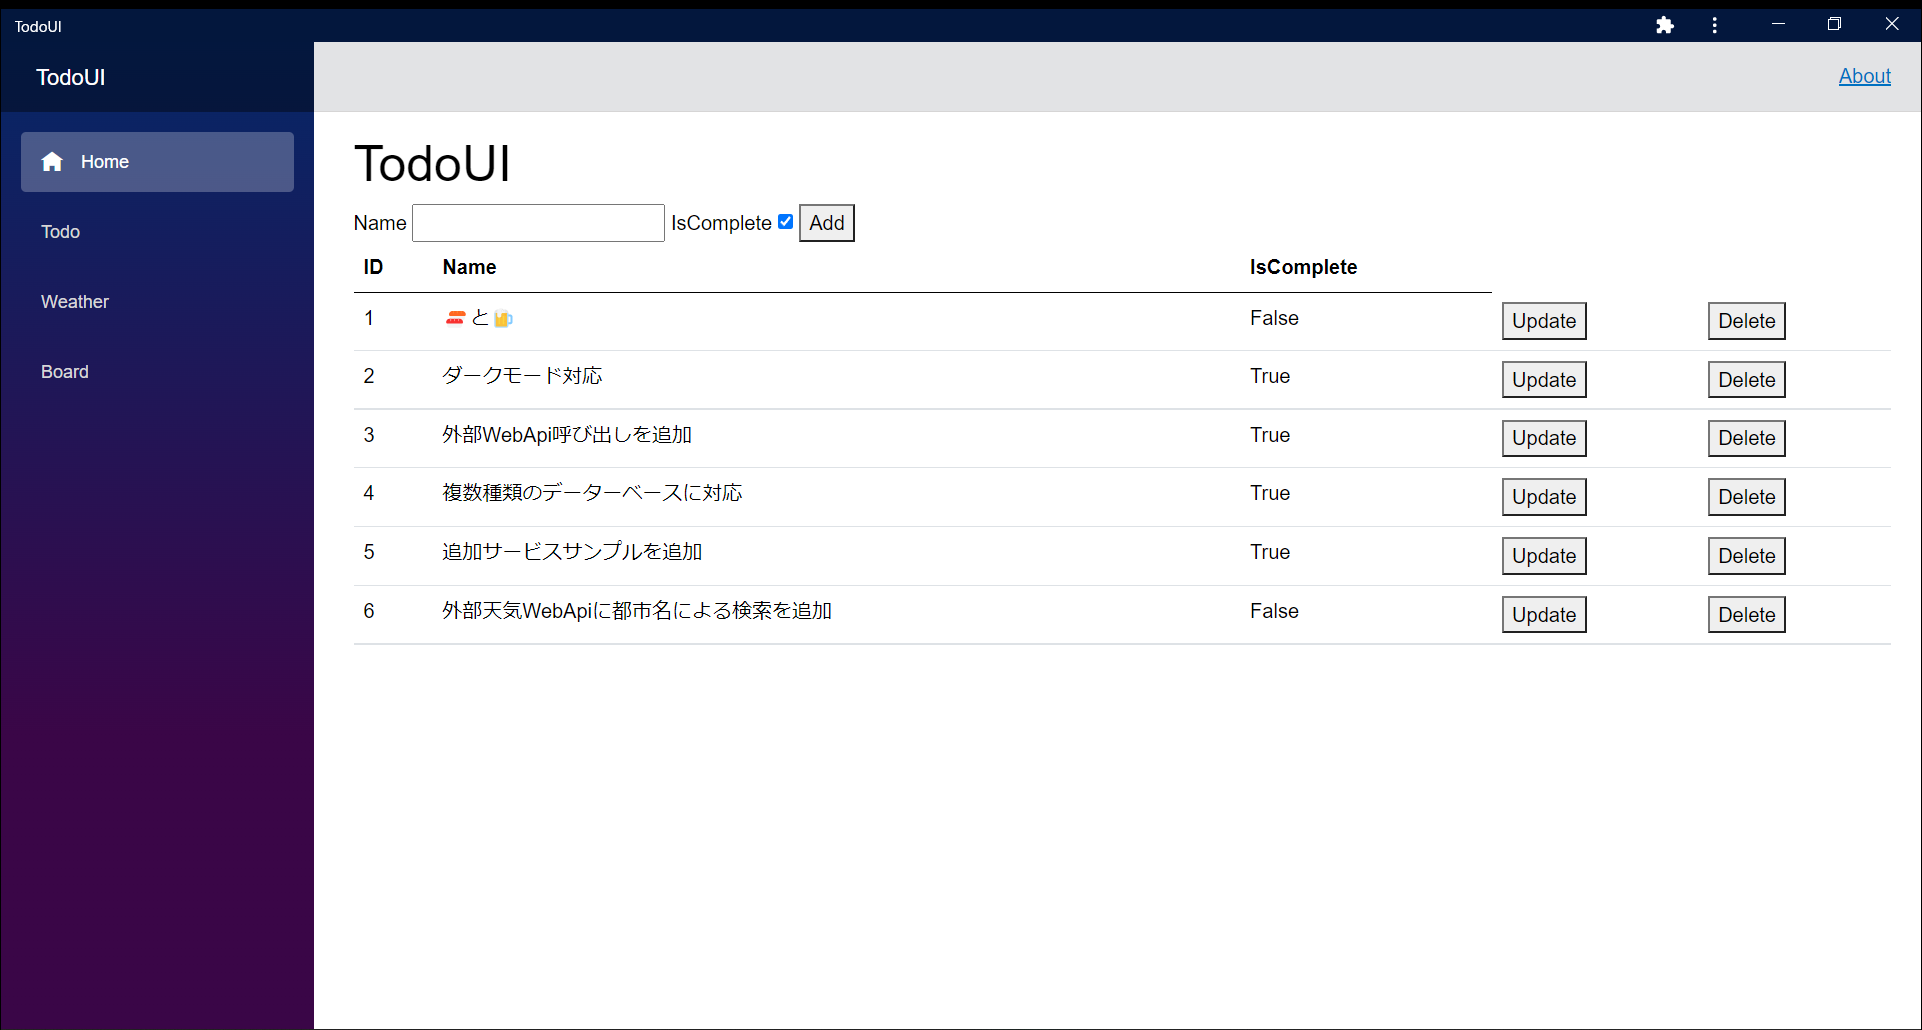 TodoUI
TodoUI
About
Home
Todo
Weather
Board
TodoUI
Name IsComplete Add
ID Name IsComplete
1 🍣と🍺 False Update Delete
2 ダークモード対応 True Update Delete
3 外部WebApi呼び出しを追加 True Update Delete
4 複数種類のデーターベースに対応 True Update Delete
5 追加サービスサンプルを追加 True Update Delete
6 外部天気WebApiに都市名による検索を追加 False Update Delete